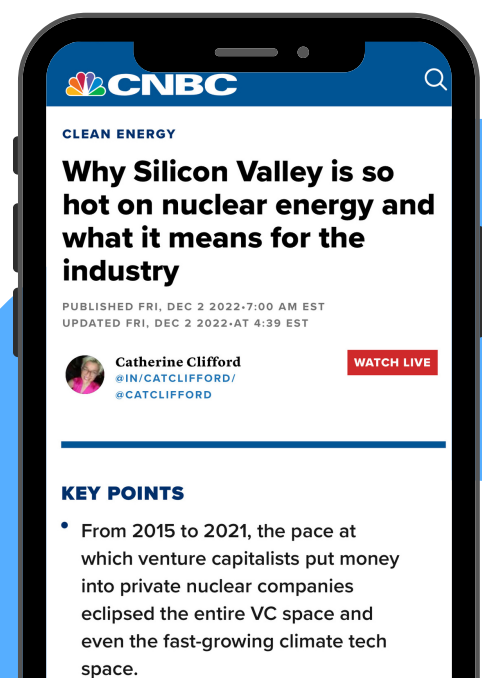 CNBC
CLEAN ENERGY
Why Silicon Valley is so
hot on nuclear energy and
what it means for the
industry
PUBLISHED FRI, DEC 2 2022•7:00 AM EST
UPDATED FRI, DEC 2 2022•AT 4:39 EST
Catherine Clifford
@IN/CATCLIFFORD/
@CATCLIFFORD
WATCH LIVE
KEY POINTS
• From 2015 to 2021, the pace at
which venture capitalists put money
into private nuclear companies
eclipsed the entire VC space and
even the fast-growing climate tech
space.